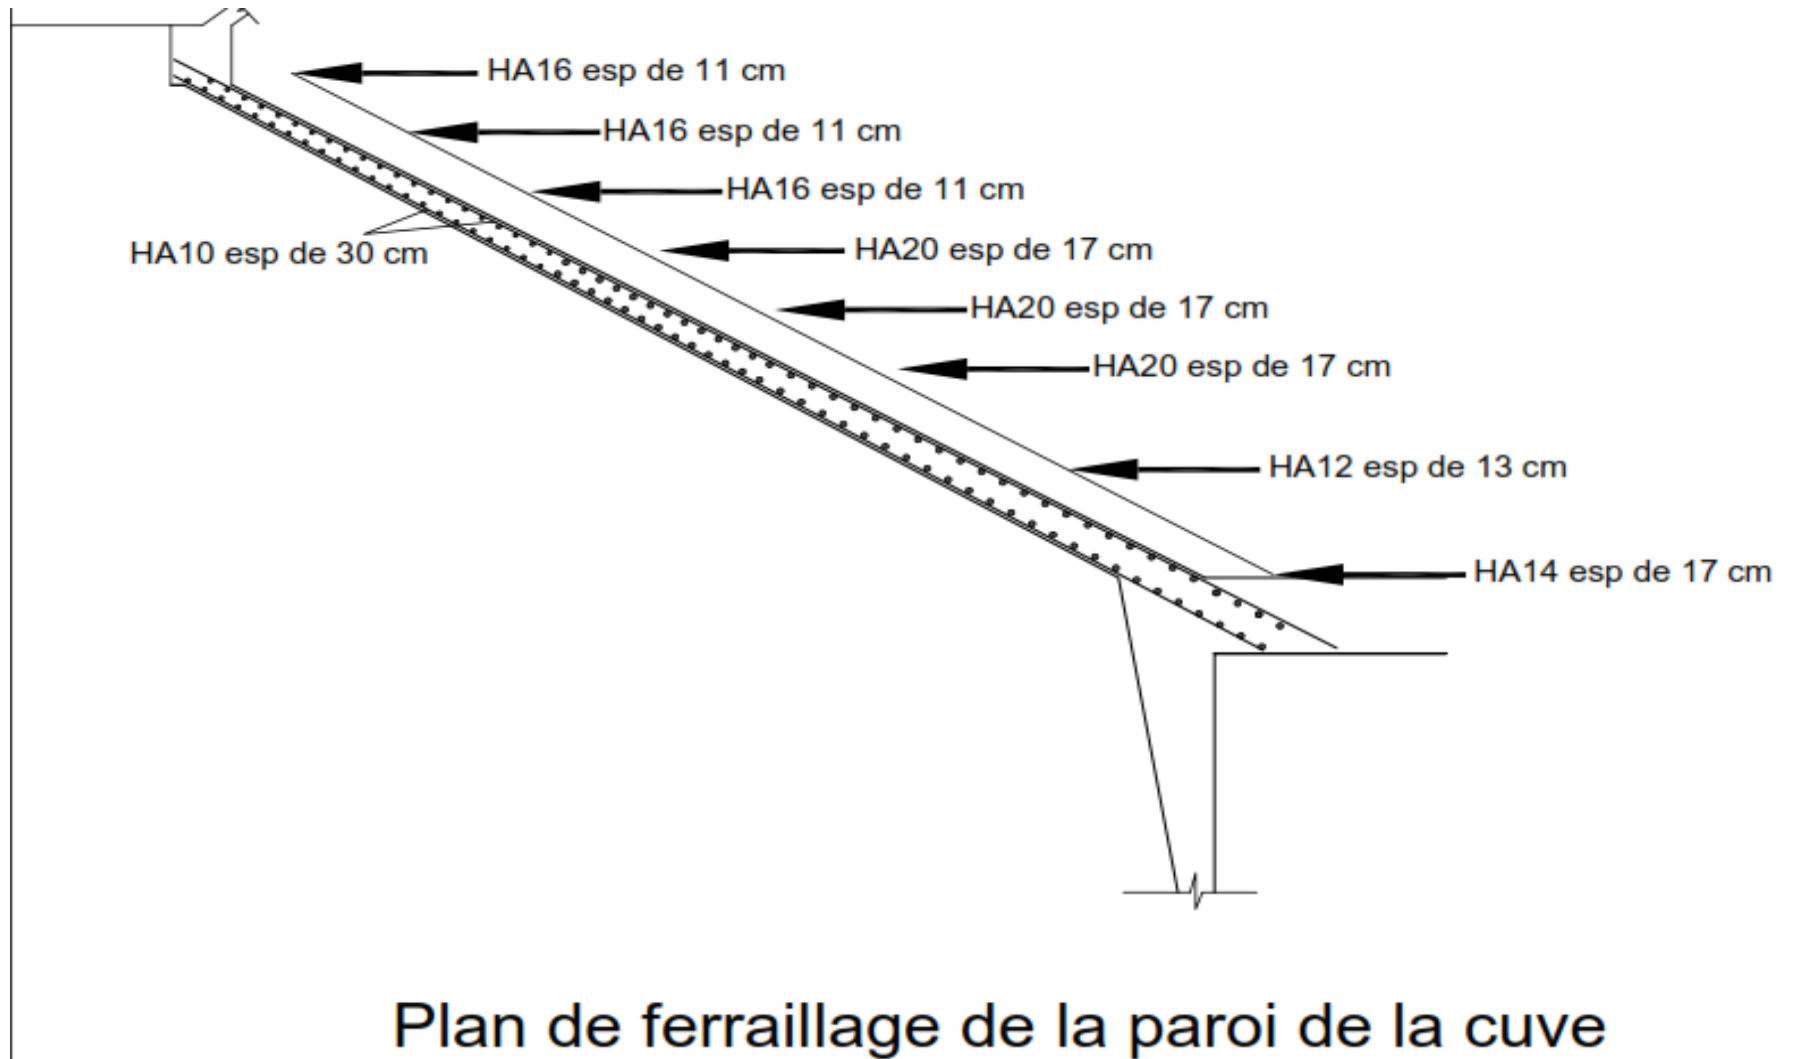 HA16 esp de 11 cm
HA16 esp de 11 cm
HA16 esp de 11 cm
HA10 esp de 30 cm
HA20 esp de 17 cm
HA20 esp de 17 cm
HA20 esp de 17 cm
HA12 esp de 13 cm
HA14 esp de 17 cm
Plan de ferraillage de la paroi de la cuve